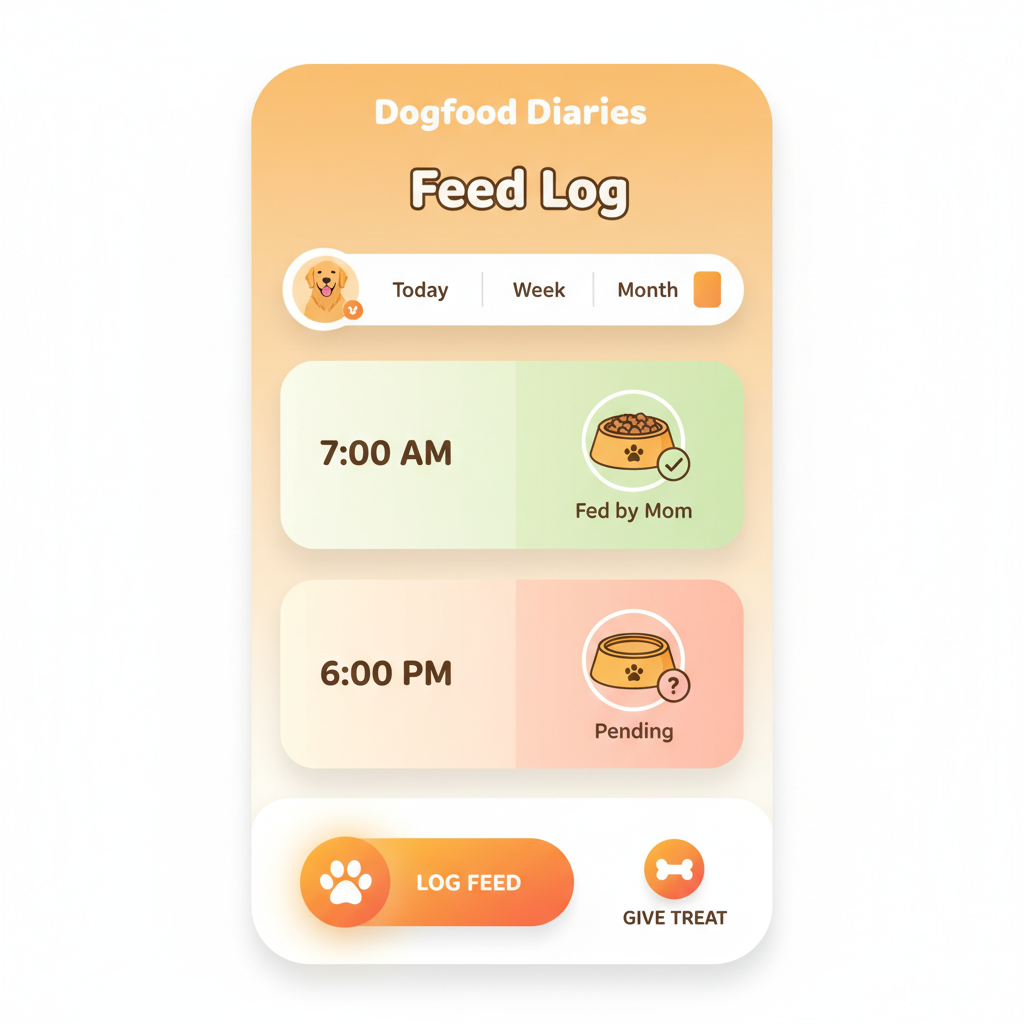 Dogfood Diaries
Feed Log
Today Week Month
7:00 AM
Fed by Mom
6:00 PM
?
Pending
LOG FEED
GIVE TREAT